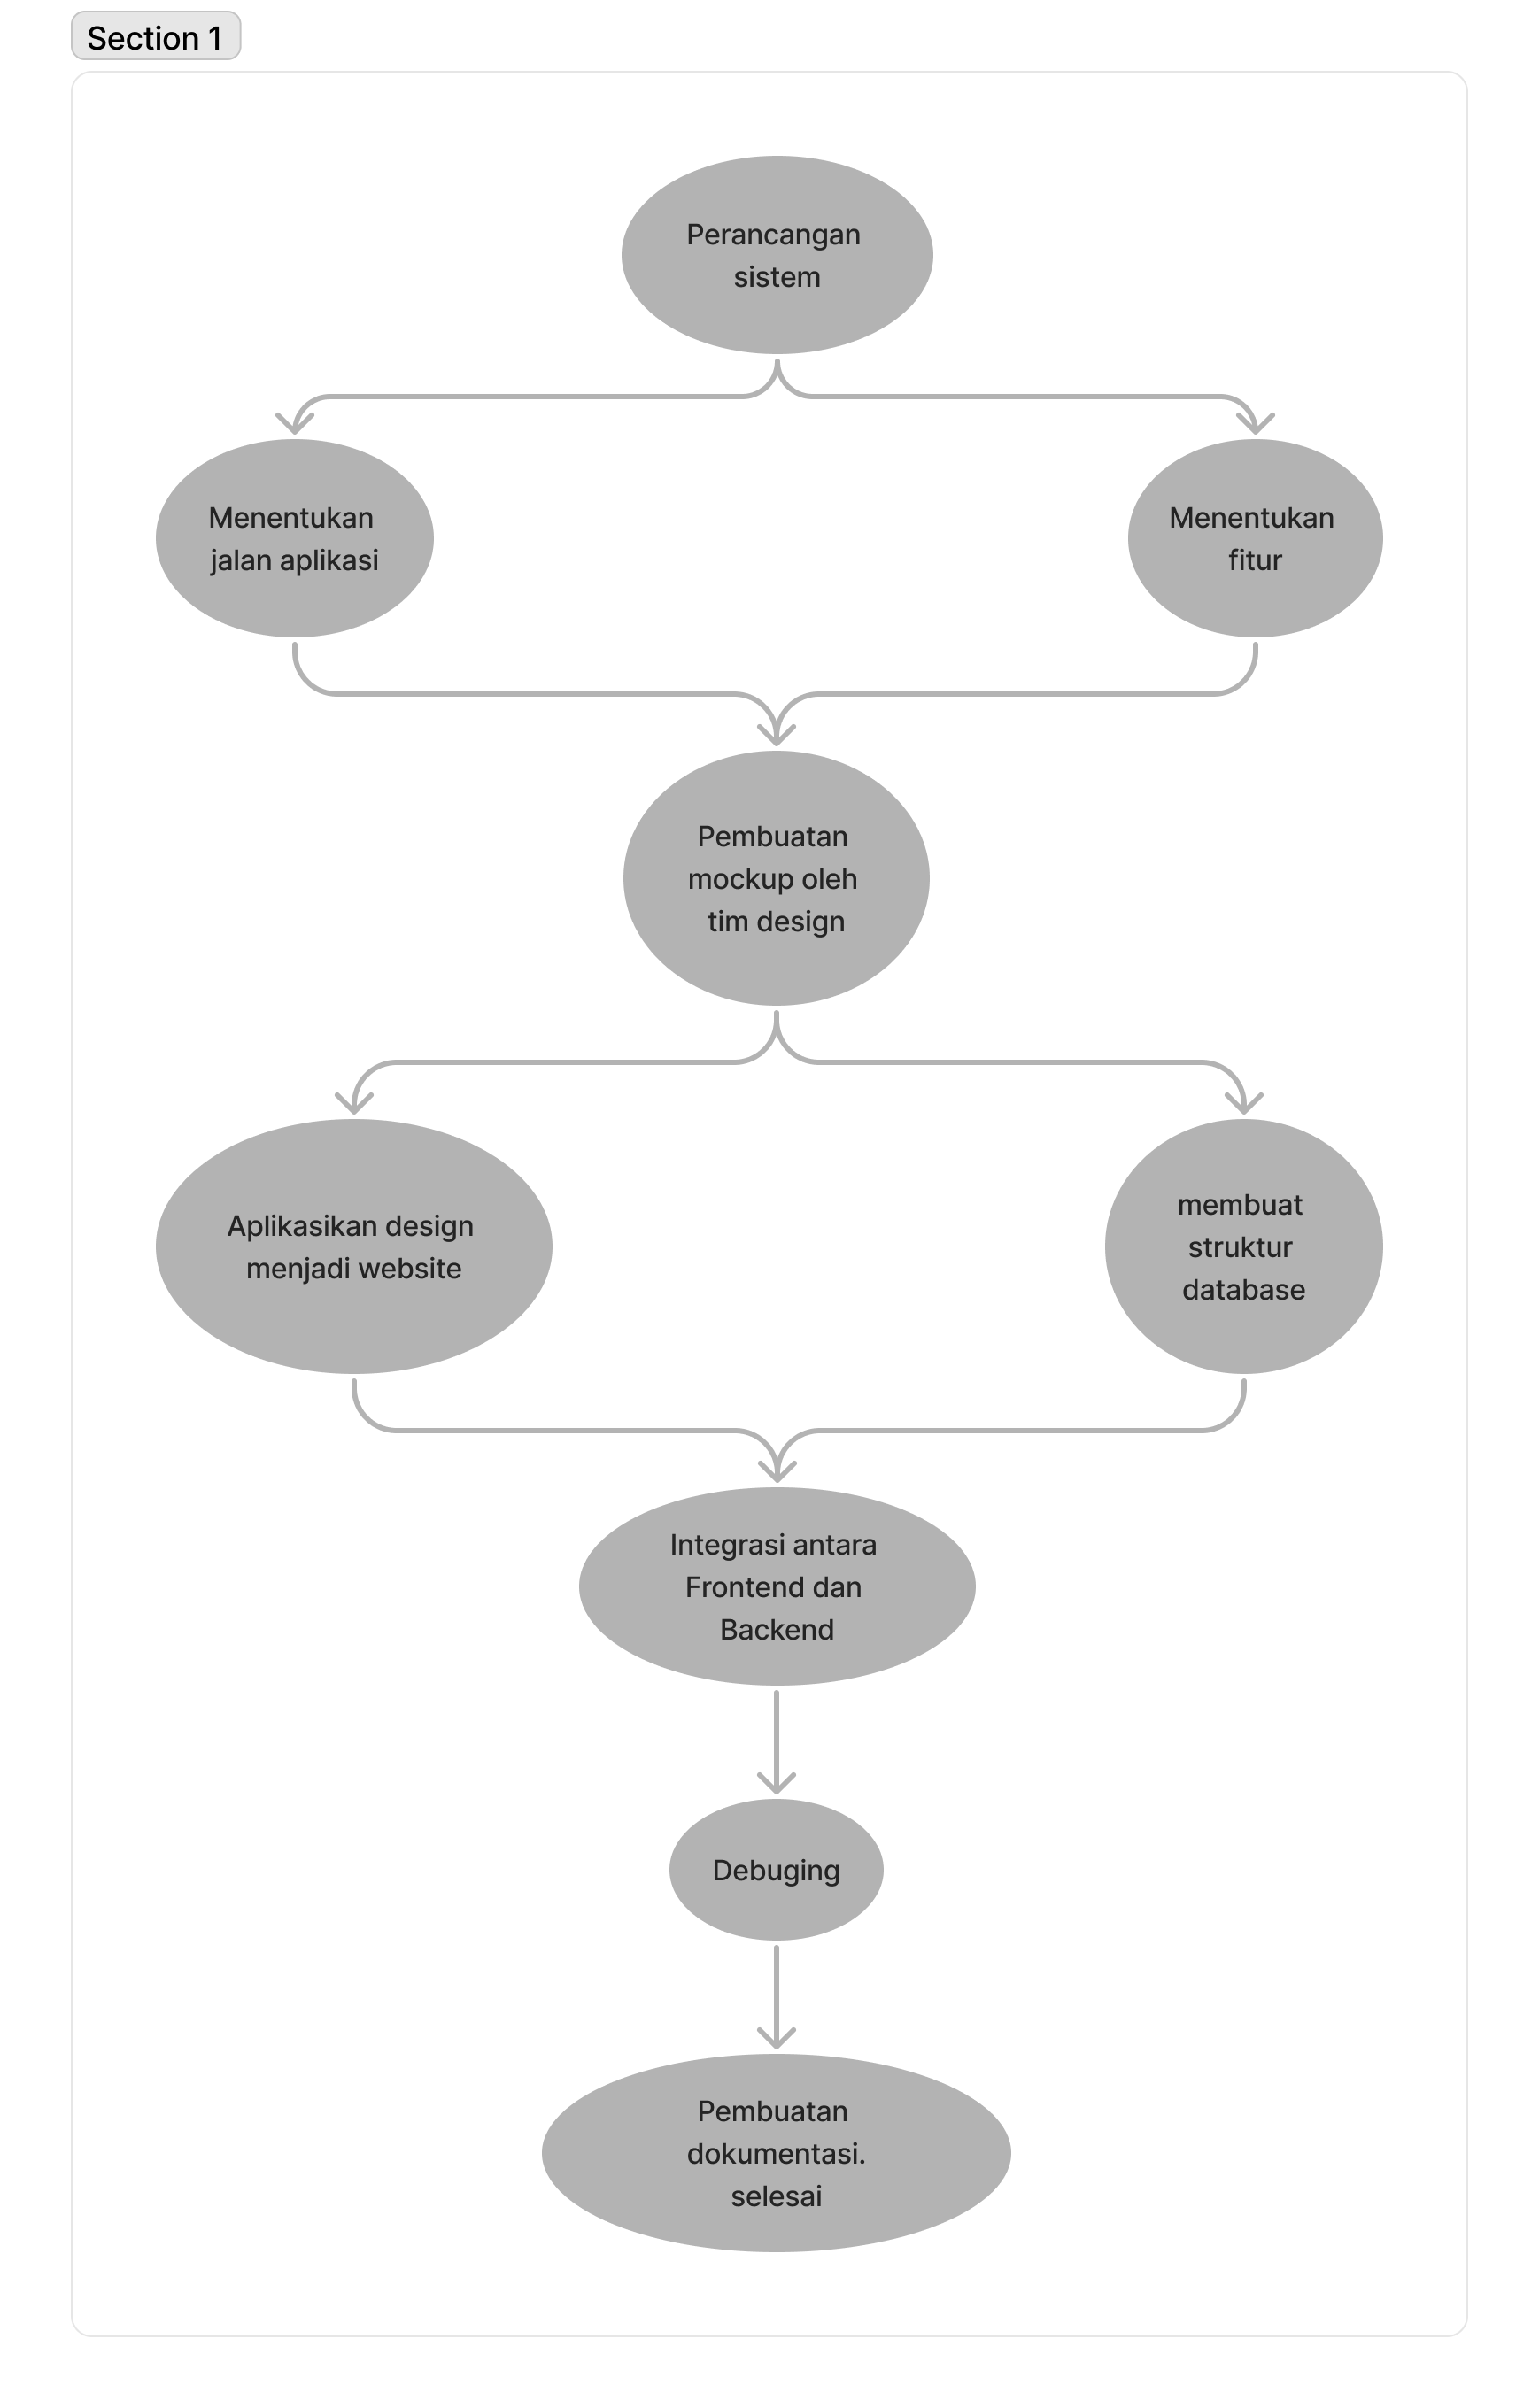 Section 1
Perancangan
sistem
Menentukan
jalan aplikasi
Menentukan
fitur
Pembuatan
mockup oleh
tim design
Aplikasikan design
menjadi website
membuat
struktur
database
Integrasi antara
Frontend dan
Backend
Debuging
Pembuatan
dokumentasi.
selesai